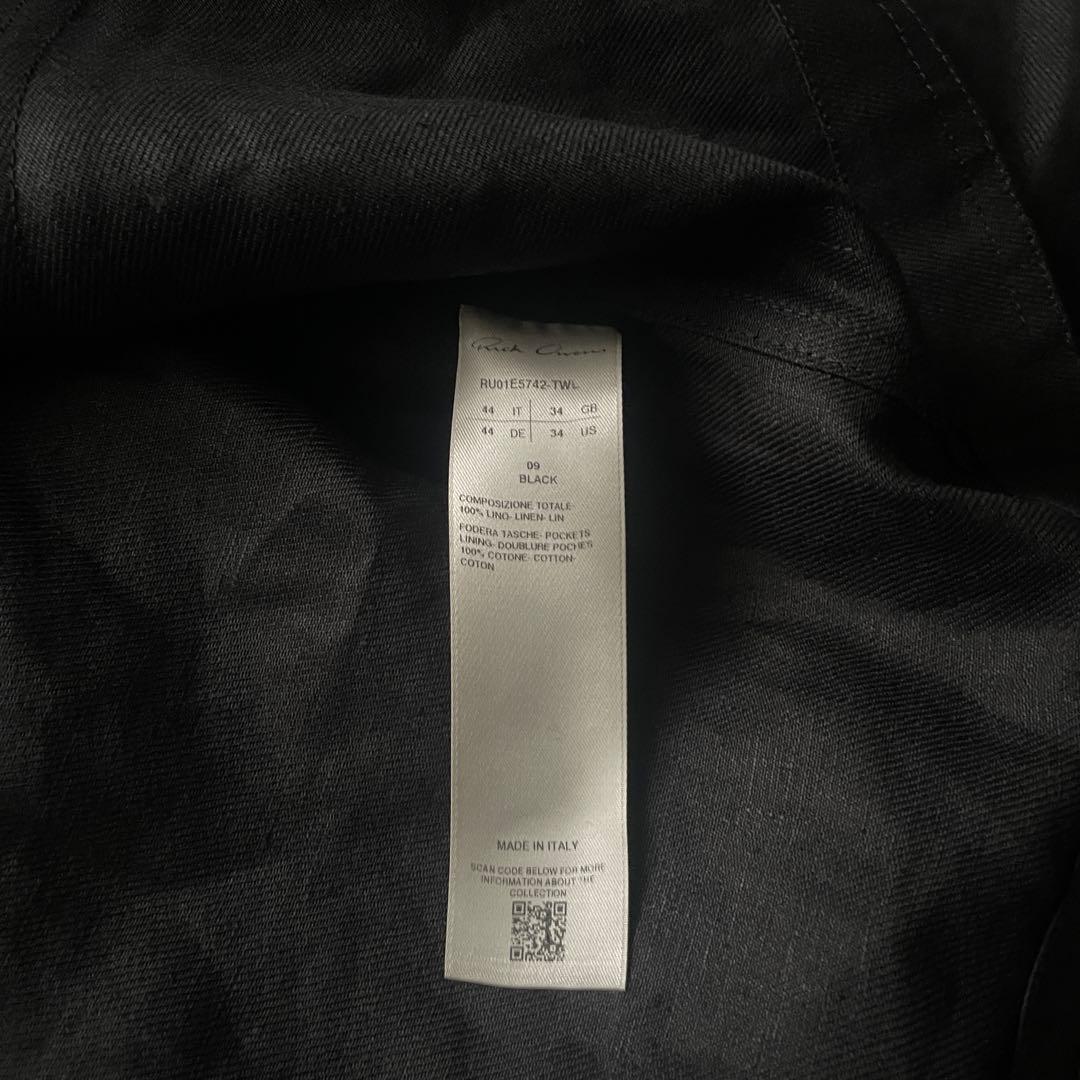 Rick Owens
RU01E5742-TWL
44 IT 34 GB
44 DE 34 US
09
BLACK
COMPOSIZIONE TOTALE-
100% LINO- LINEN- LIN
FODERA TASCHE- POCKETS
LINING- DOUBLURE POCHES
100% COTONE- COTTON-
COTON
MADE IN ITALY
SCAN CODE BELOW FOR MORE
INFORMATION ABOUT THE
COLLECTION